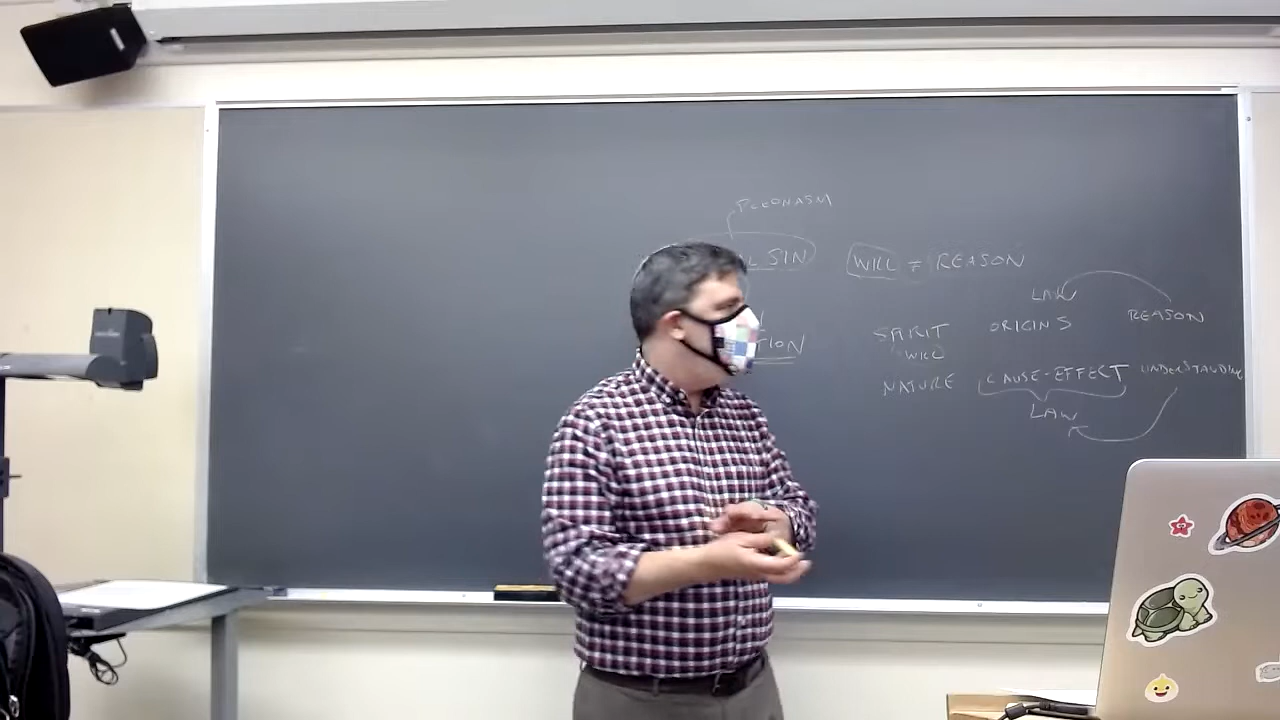 PLEONASM
L SIN
WILL ≠ REASON
LAW
SPIRIT ORIGINS REASON
WILL
TION
NATURE CAUSE-EFFECT UNDERSTANDING
LAW